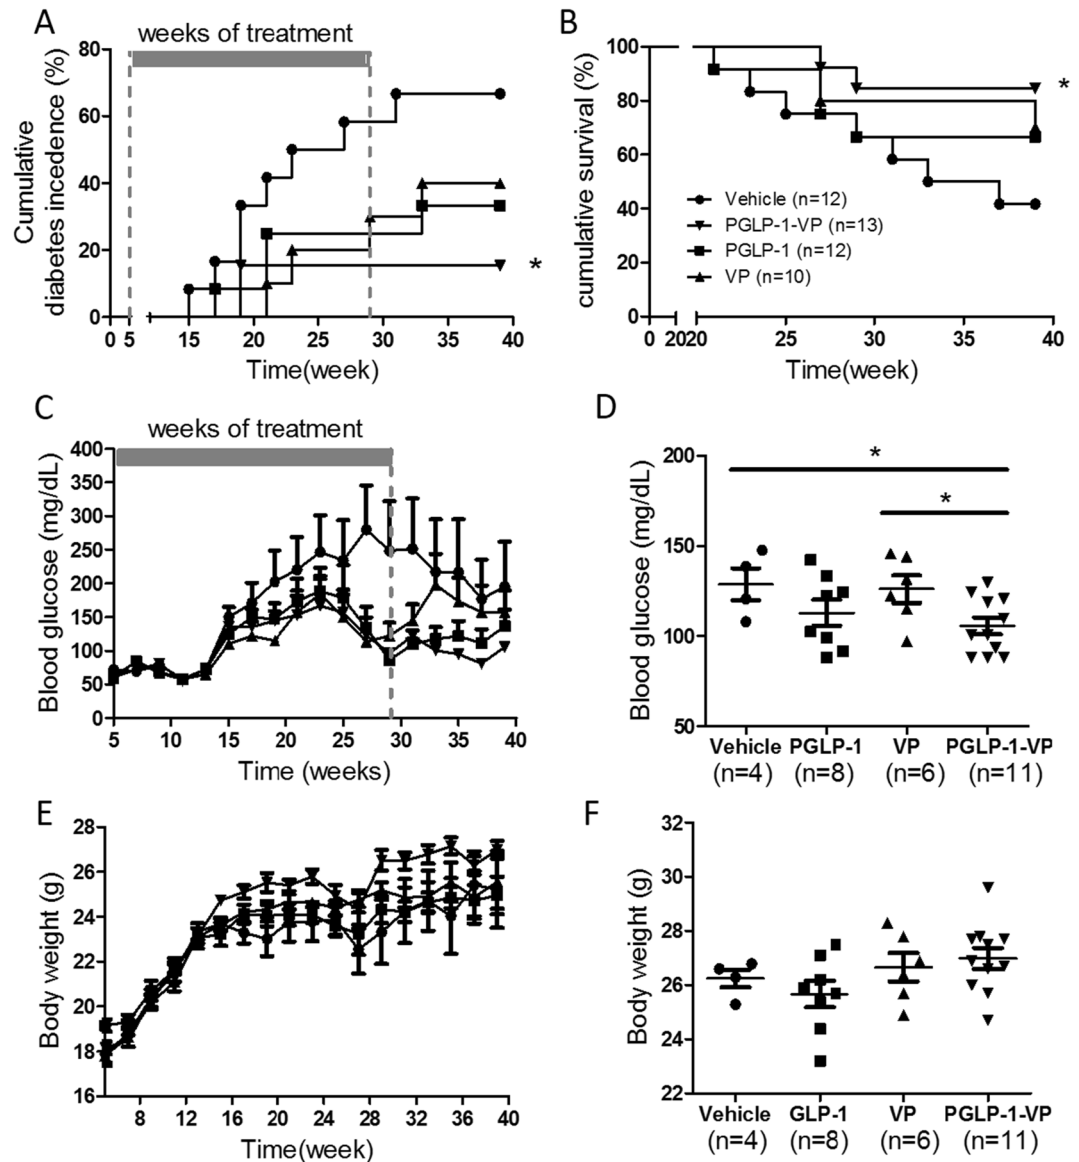 A
weeks of treatment
Cumulative
diabetes incedence (%)
80
60
40
20
0
0 5 15 20 25 30 35 40
Time(week)
*
B
cumulative survival (%)
100
80
60
40
20
0
Vehicle (n=12)
PGLP-1-VP (n=13)
PGLP-1 (n=12)
VP (n=10)
*
0 2020 25 30 35 40
Time(week)
C
weeks of treatment
Blood glucose (mg/dL)
400
350
300
250
200
150
100
50
0
5 10 15 20 25 30 35 40
Time (weeks)
D
Blood glucose (mg/dL)
200
150
100
50
*
*
Vehicle PGLP-1 VP PGLP-1-VP
(n=4) (n=8) (n=6) (n=11)
E
Body weight (g)
28
26
24
22
20
18
16
8 12 16 20 24 28 32 36 40
Time(week)
F
Body weight (g)
32
30
28
26
24
22
Vehicle GLP-1 VP PGLP-1-VP
(n=4) (n=8) (n=6) (n=11)